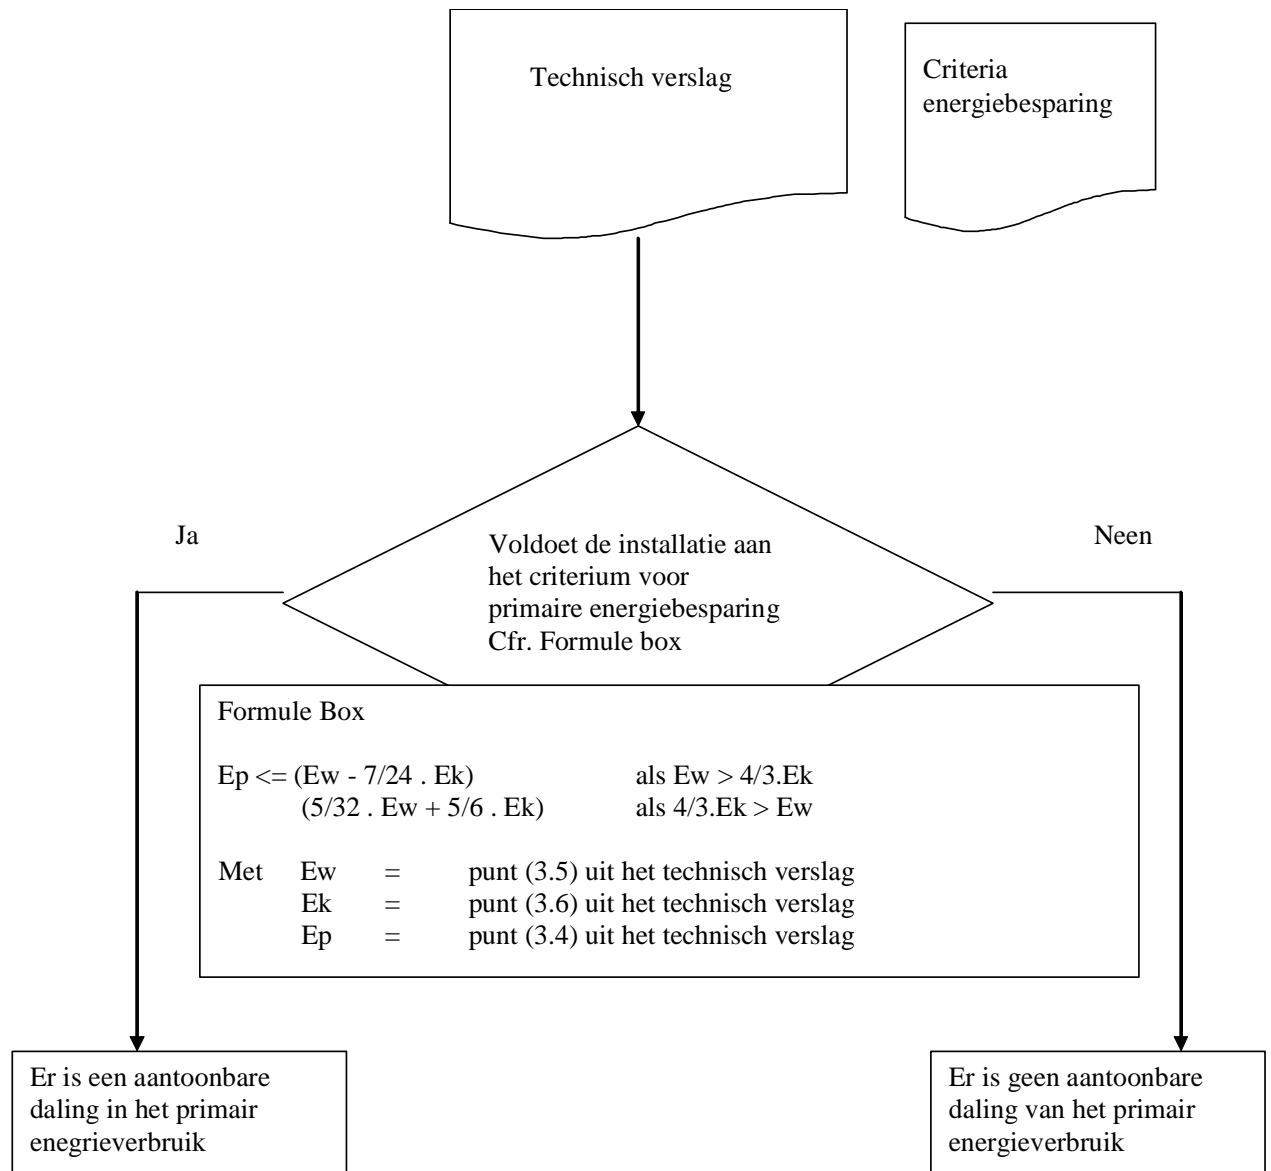 Technisch verslag
Criteria
energiebesparing
Ja
Neen
Voldoet de installatie aan
het criterium voor
primaire energiebesparing
Cfr. Formule box
Formule Box
Ep <= (Ew - 7/24 . Ek) als Ew > 4/3.Ek
(5/32 . Ew + 5/6 . Ek) als 4/3.Ek > Ew
Met Ew = punt (3.5) uit het technisch verslag
Ek = punt (3.6) uit het technisch verslag
Ep = punt (3.4) uit het technisch verslag
Er is een aantoonbare
daling in het primair
enegrieverbruik
Er is geen aantoonbare
daling van het primair
energieverbruik